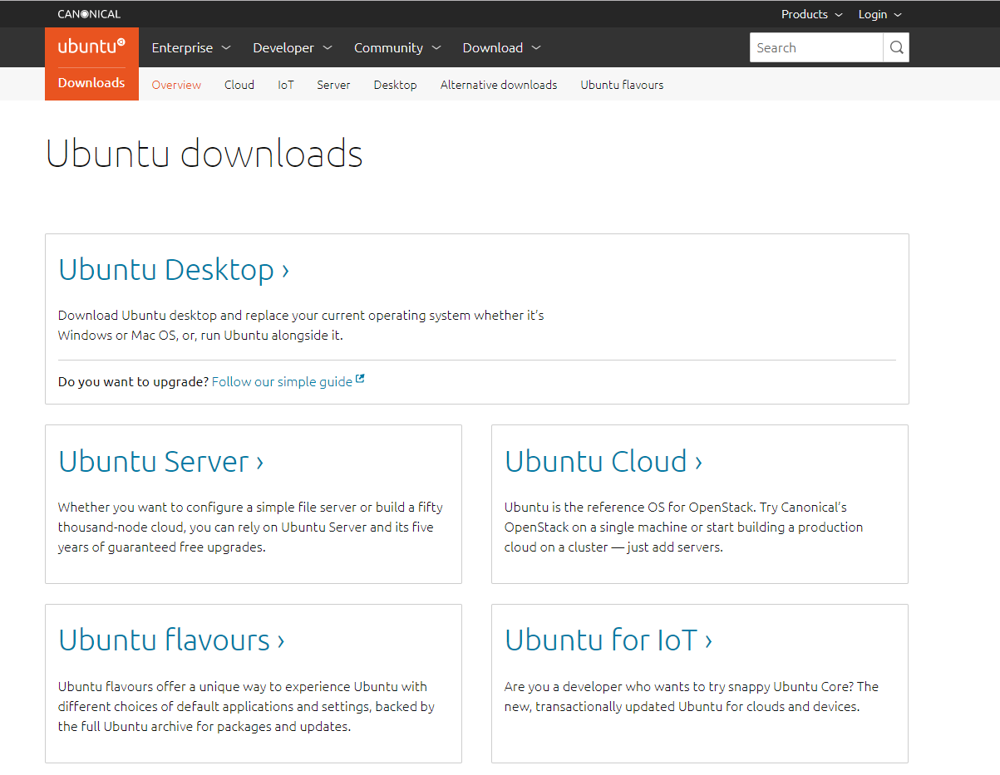 CANONICAL
Products Login
ubuntu Enterprise Developer Community Download Search
Downloads Overview Cloud IoT Server Desktop Alternative downloads Ubuntu flavours
Ubuntu downloads
Ubuntu Desktop ›
Download Ubuntu desktop and replace your current operating system whether it’s
Windows or Mac OS, or, run Ubuntu alongside it.
Do you want to upgrade? Follow our simple guide
Ubuntu Server ›
Whether you want to configure a simple file server or build a fifty
thousand-node cloud, you can rely on Ubuntu Server and its five
years of guaranteed free upgrades.
Ubuntu Cloud ›
Ubuntu is the reference OS for OpenStack. Try Canonical’s
OpenStack on a single machine or start building a production
cloud on a cluster — just add servers.
Ubuntu flavours ›
Ubuntu flavours offer a unique way to experience Ubuntu with
different choices of default applications and settings, backed by
the full Ubuntu archive for packages and updates.
Ubuntu for IoT ›
Are you a developer who wants to try snappy Ubuntu Core? The
new, transactionally updated Ubuntu for clouds and devices.